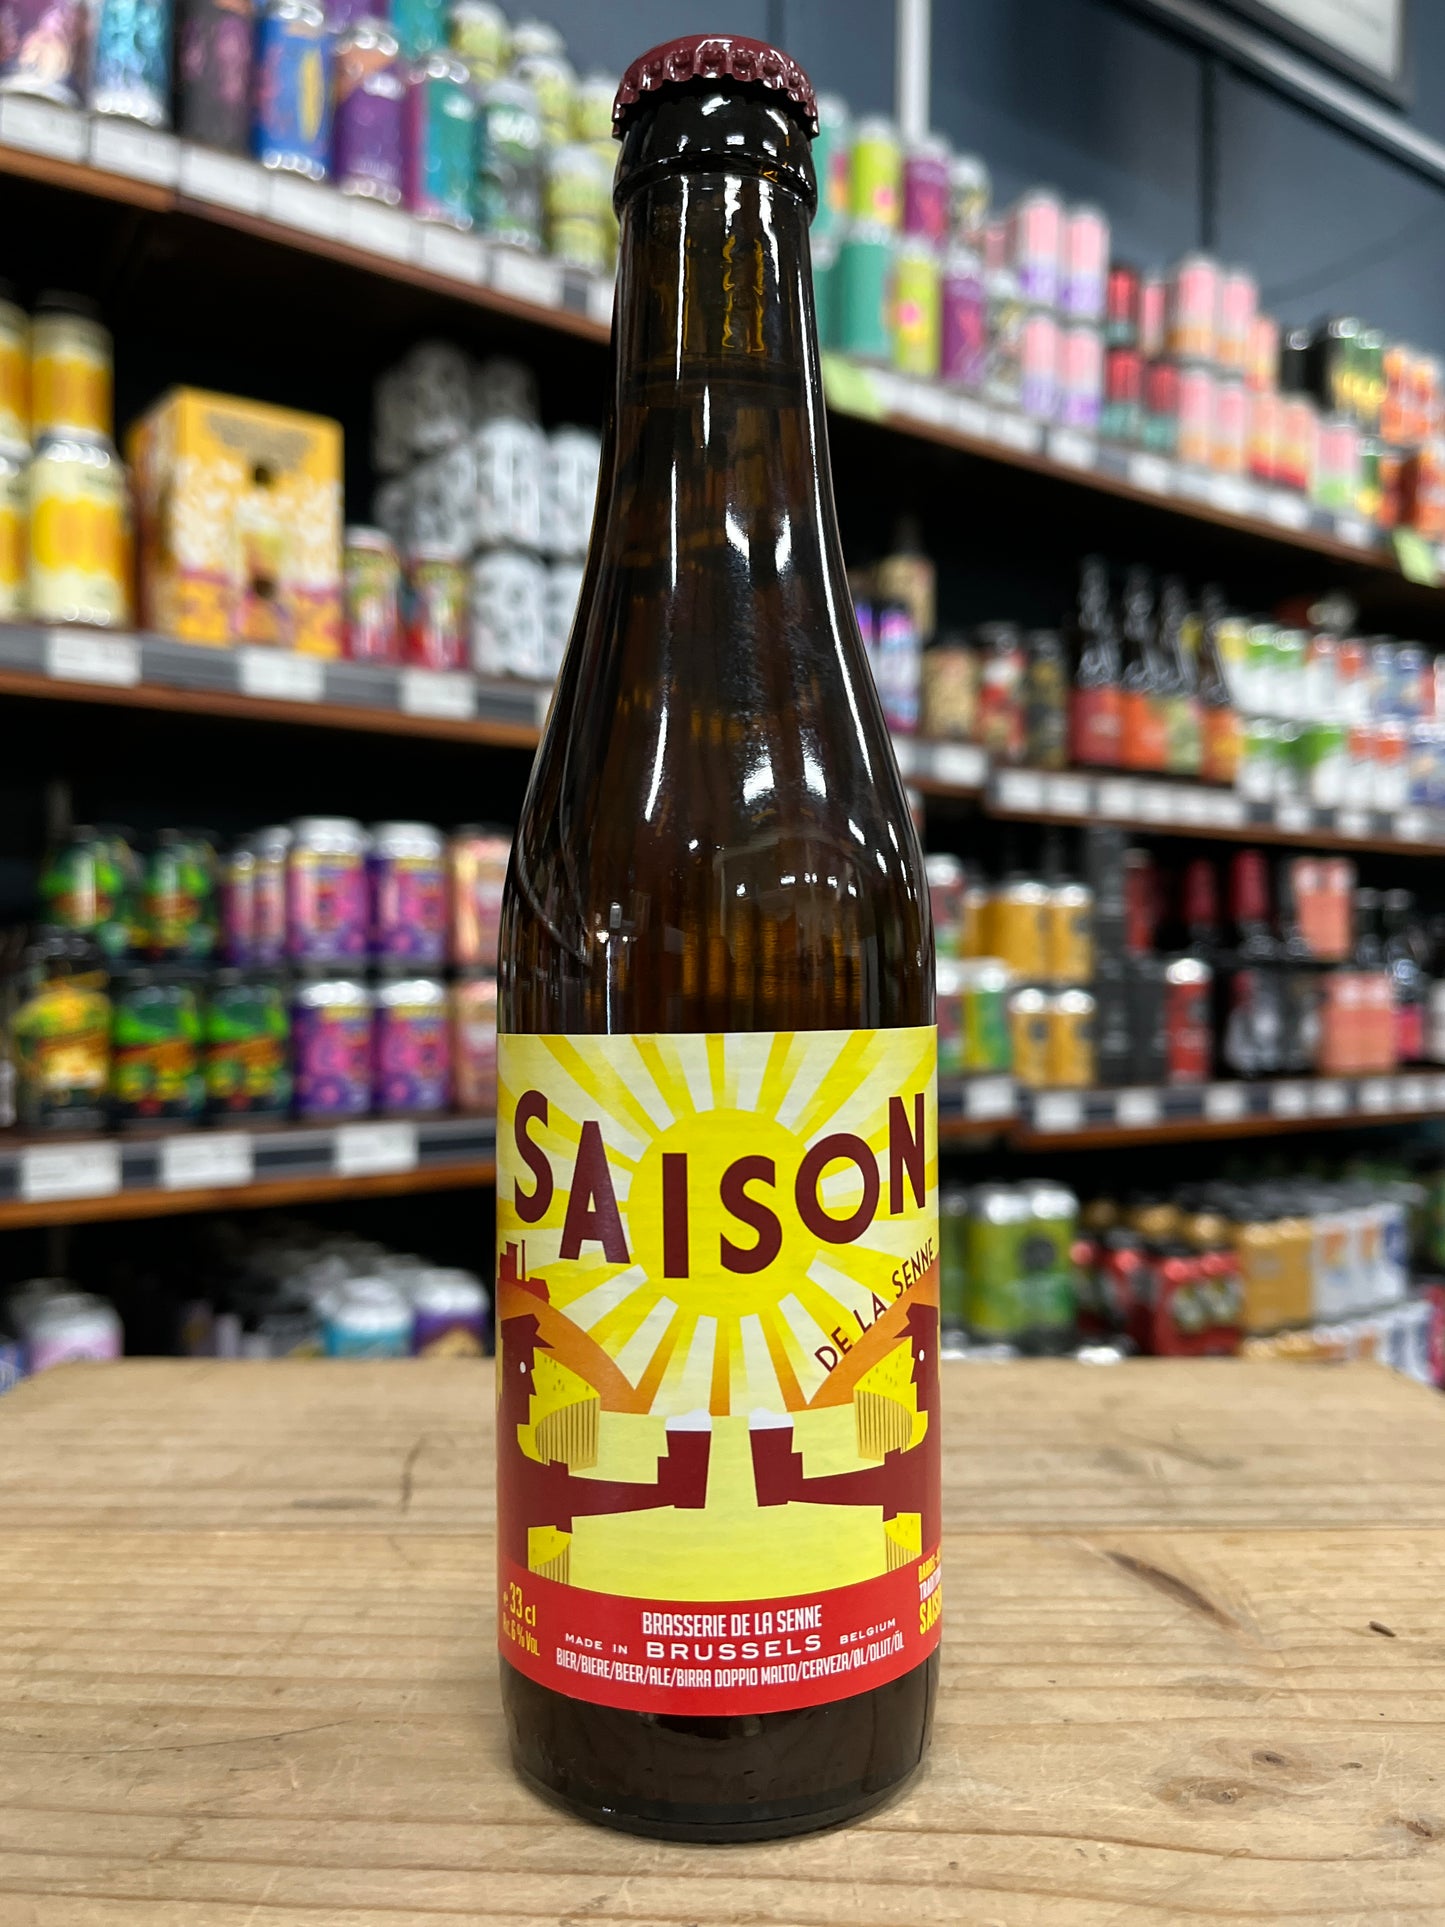 SAISON
DE LA SENNE
e 33 cl
ALC. 6 % VOL
BRASSERIE DE LA SENNE
MADE IN BRUSSELS BELGIUM
BIER/BIERE/BEER/ALE/BIRRA DOPPIO MALTO/CERVEZA/ØL/OLUT/ÖL